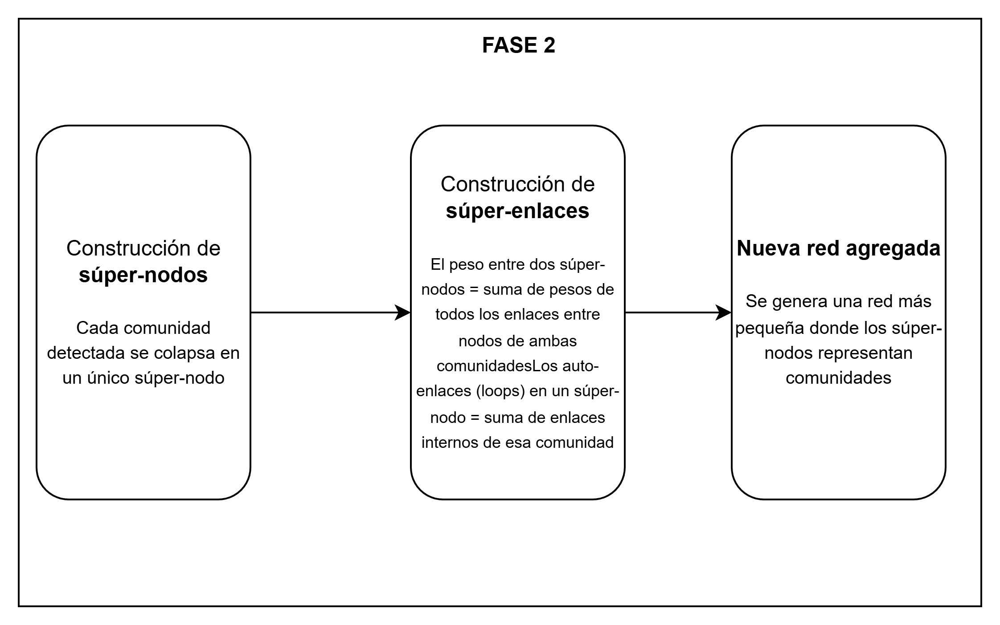 FASE 2
Construcción de
súper-nodos
Cada comunidad
detectada se colapsa en
un único súper-nodo
Construcción de
súper-enlaces
El peso entre dos súper-
nodos = suma de pesos de
todos los enlaces entre
nodos de ambas
comunidadesLos auto-
enlaces (loops) en un súper-
nodo = suma de enlaces
internos de esa comunidad
Nueva red agregada
Se genera una red más
pequeña donde los súper-
nodos representan
comunidades